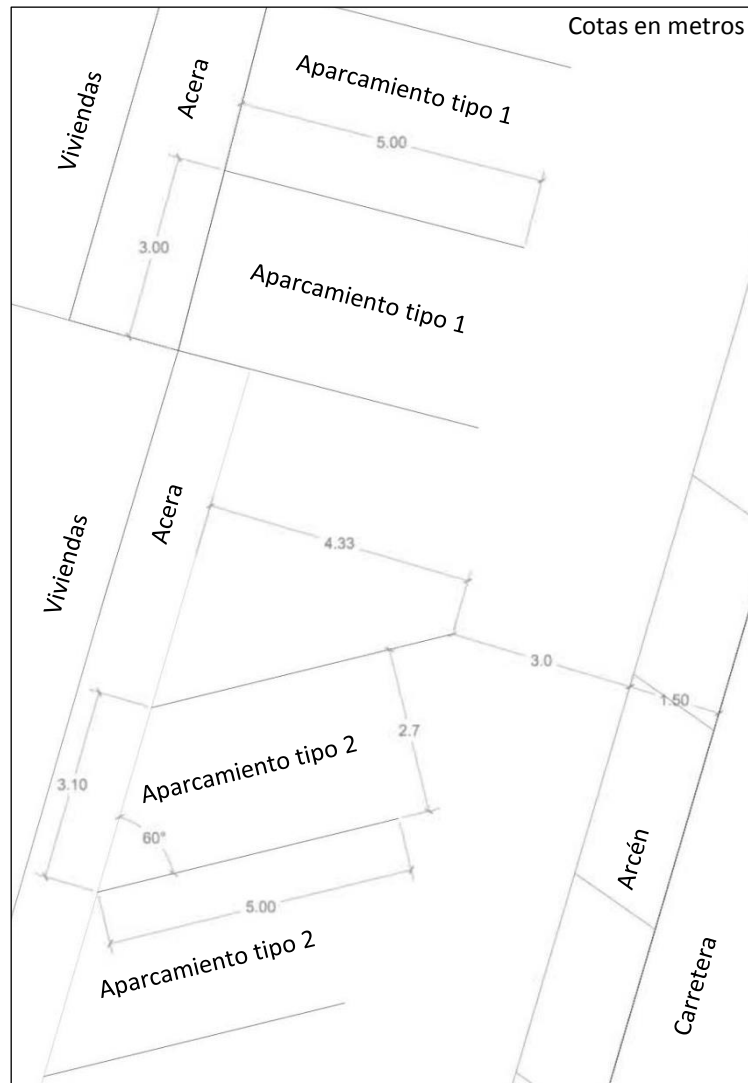 Cotas en metros
Viviendas
Acera
Aparcamiento tipo 1
5.00
3.00
Aparcamiento tipo 1
Viviendas
Acera
4.33
3.0
1.50
2.7
Aparcamiento tipo 2
3.10
60°
5.00
Arcén
Aparcamiento tipo 2
Carretera